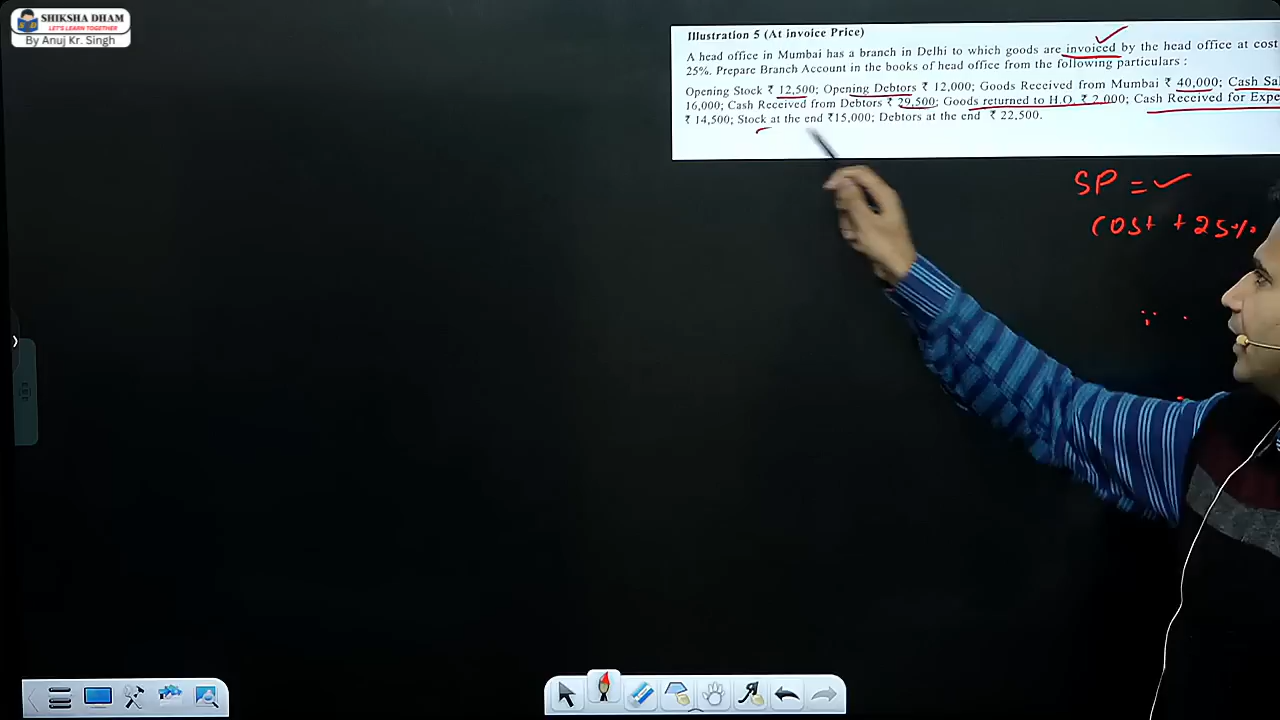 SHIKSHA DHAM
LET'S LEARN TOGETHER
By Anuj Kr. Singh
Illustration 5 (At invoice Price)
A head office in Mumbai has a branch in Delhi to which goods are invoiced by the head office at cost
25%. Prepare Branch Account in the books of head office from the following particulars :
Opening Stock ₹ 12,500; Opening Debtors ₹ 12,000; Goods Received from Mumbai ₹ 40,000; Cash Sal
16,000; Cash Received from Debtors ₹ 29,500; Goods returned to H.O. ₹ 2,000; Cash Received for Expe
₹ 14,500; Stock at the end ₹15,000; Debtors at the end ₹ 22,500.
SP =
Cost + 25%